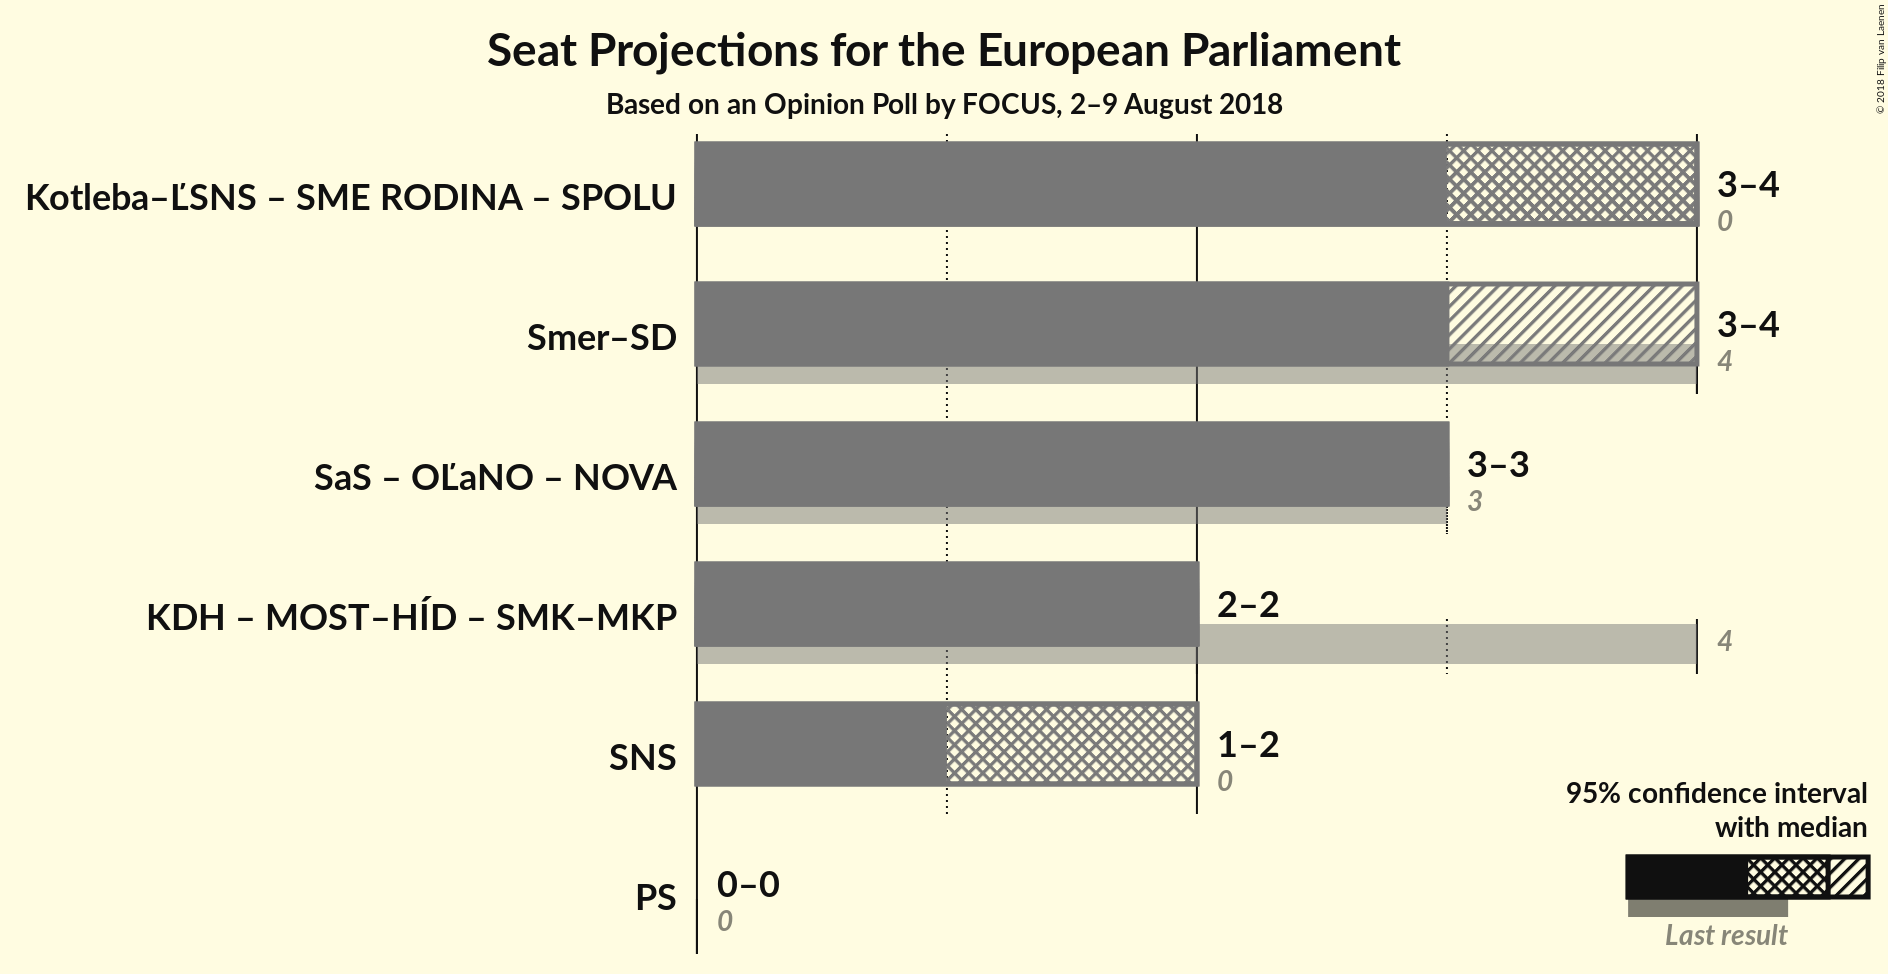 Seat Projections for the European Parliament
Based on an Opinion Poll by FOCUS, 2–9 August 2018
© 2018 Filip van Laenen
Kotleba–ĽSNS – SME RODINA – SPOLU
3–4
0
Smer–SD
3–4
4
SaS – OĽaNO – NOVA
3–3
3
KDH – MOST–HÍD – SMK–MKP
2–2
4
SNS
1–2
0
PS
0–0
0
95% confidence interval
with median
Last result